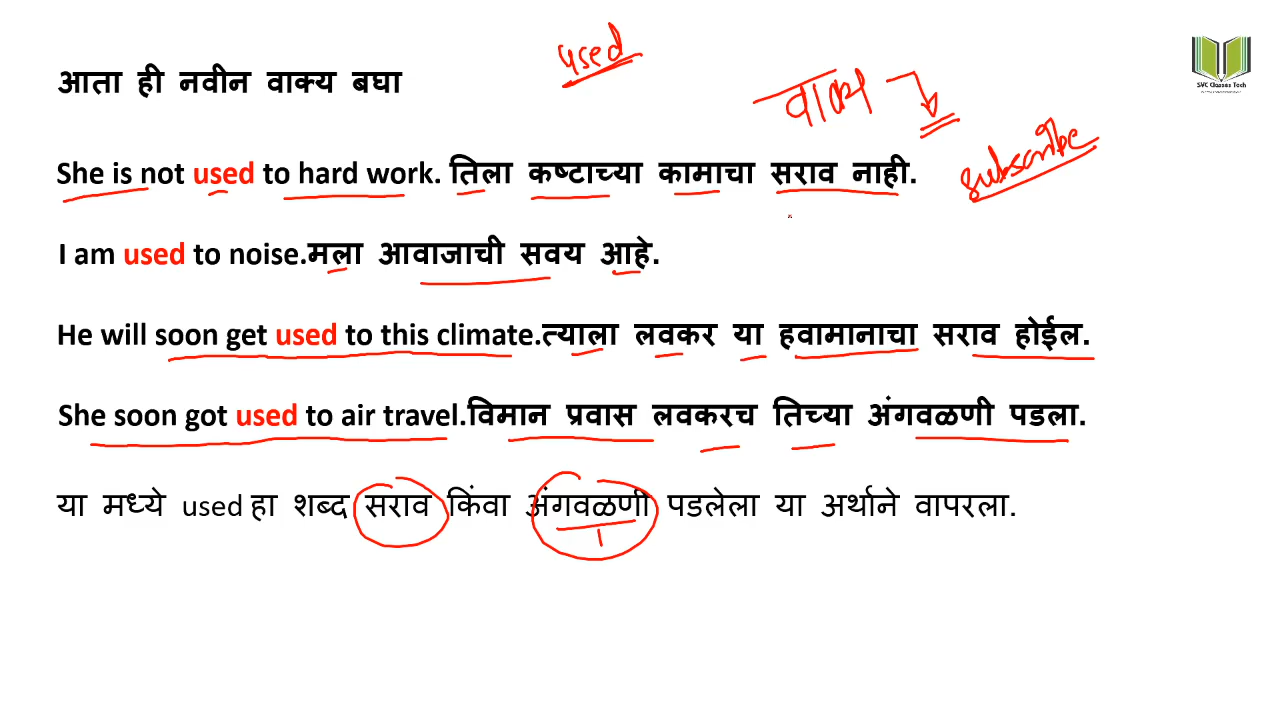 used
आता ही नवीन वाक्य बघा
वाक्य
SVC Classes Tech
subscribe
She is not used to hard work. तिला कष्टाच्या कामाचा सराव नाही.
I am used to noise.मला आवाजाची सवय आहे.
He will soon get used to this climate.त्याला लवकर या हवामानाचा सराव होईल.
She soon got used to air travel.विमान प्रवास लवकरच तिच्या अंगवळणी पडला.
या मध्ये used हा शब्द सराव किंवा अंगवळणी पडलेला या अर्थाने वापरला.